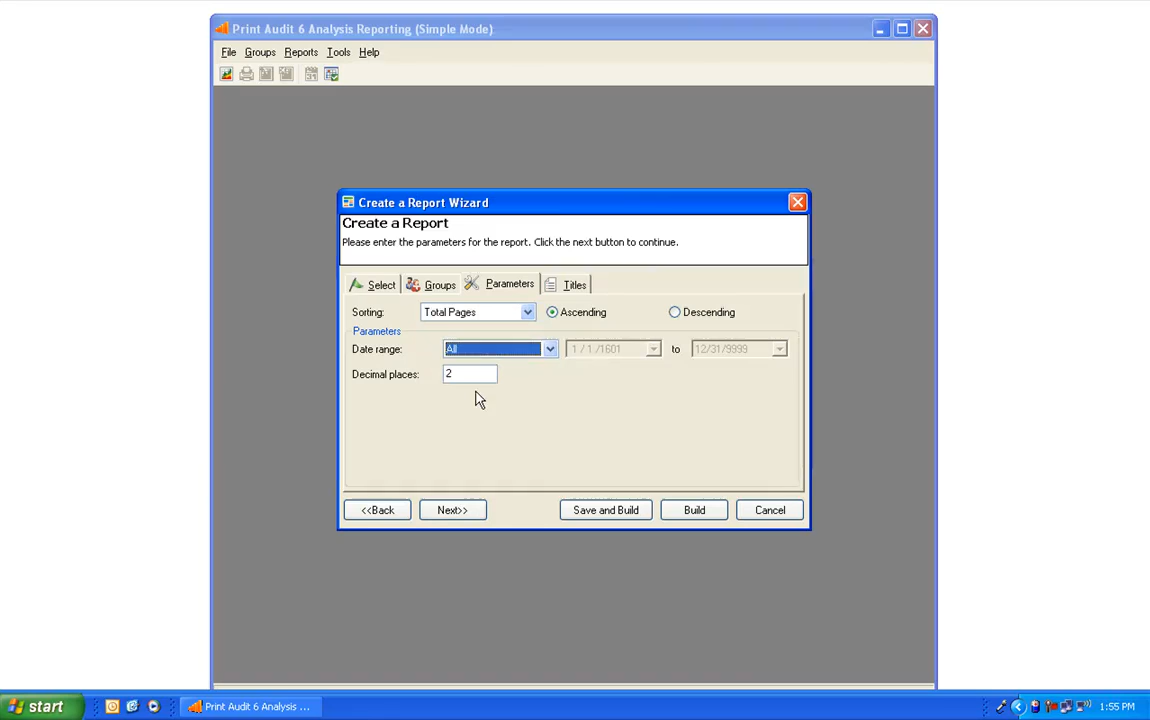 Print Audit 6 Analysis Reporting (Simple Mode)
File Groups Reports Tools Help
Create a Report Wizard
Create a Report
Please enter the parameters for the report. Click the next button to continue.
Select Groups Parameters Titles
Sorting: Total Pages Ascending Descending
Parameters
Date range: All 1 / 1 /1601 to 12/31/9999
Decimal places: 2
<<Back Next>> Save and Build Build Cancel
start Print Audit 6 Analysis ... 1:55 PM